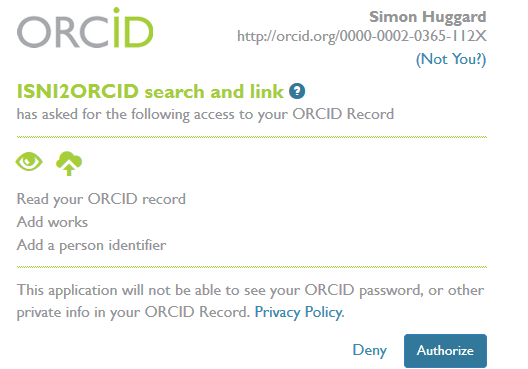 ORCiD
Simon Huggard
http://orcid.org/0000-0002-0365-112X
(Not You?)
ISNI2ORCID search and link ?
has asked for the following access to your ORCID Record
Read your ORCID record
Add works
Add a person identifier
This application will not be able to see your ORCID password, or other
private info in your ORCID Record. Privacy Policy.
Deny Authorize